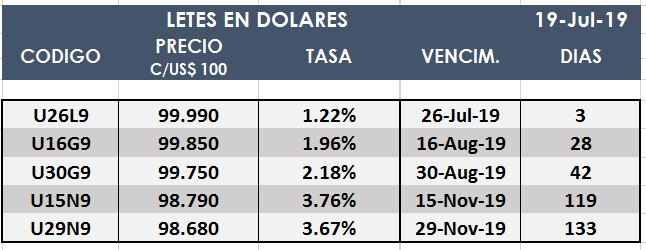 LETES EN DOLARES 19-Jul-19
CODIGO PRECIO C/US$ 100 TASA VENCIM. DIAS
U26L9 99.990 1.22% 26-Jul-19 3
U16G9 99.850 1.96% 16-Aug-19 28
U30G9 99.750 2.18% 30-Aug-19 42
U15N9 98.790 3.76% 15-Nov-19 119
U29N9 98.680 3.67% 29-Nov-19 133